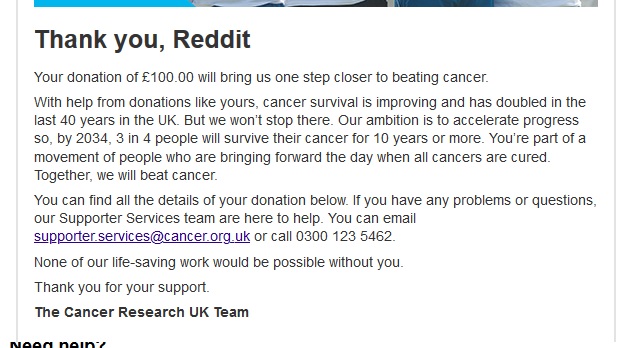 Thank you, Reddit
Your donation of £100.00 will bring us one step closer to beating cancer.
With help from donations like yours, cancer survival is improving and has doubled in the
last 40 years in the UK. But we won’t stop there. Our ambition is to accelerate progress
so, by 2034, 3 in 4 people will survive their cancer for 10 years or more. You’re part of a
movement of people who are bringing forward the day when all cancers are cured.
Together, we will beat cancer.
You can find all the details of your donation below. If you have any problems or questions,
our Supporter Services team are here to help. You can email
supporter.services@cancer.org.uk or call 0300 123 5462.
None of our life-saving work would be possible without you.
Thank you for your support.
The Cancer Research UK Team
Need help?